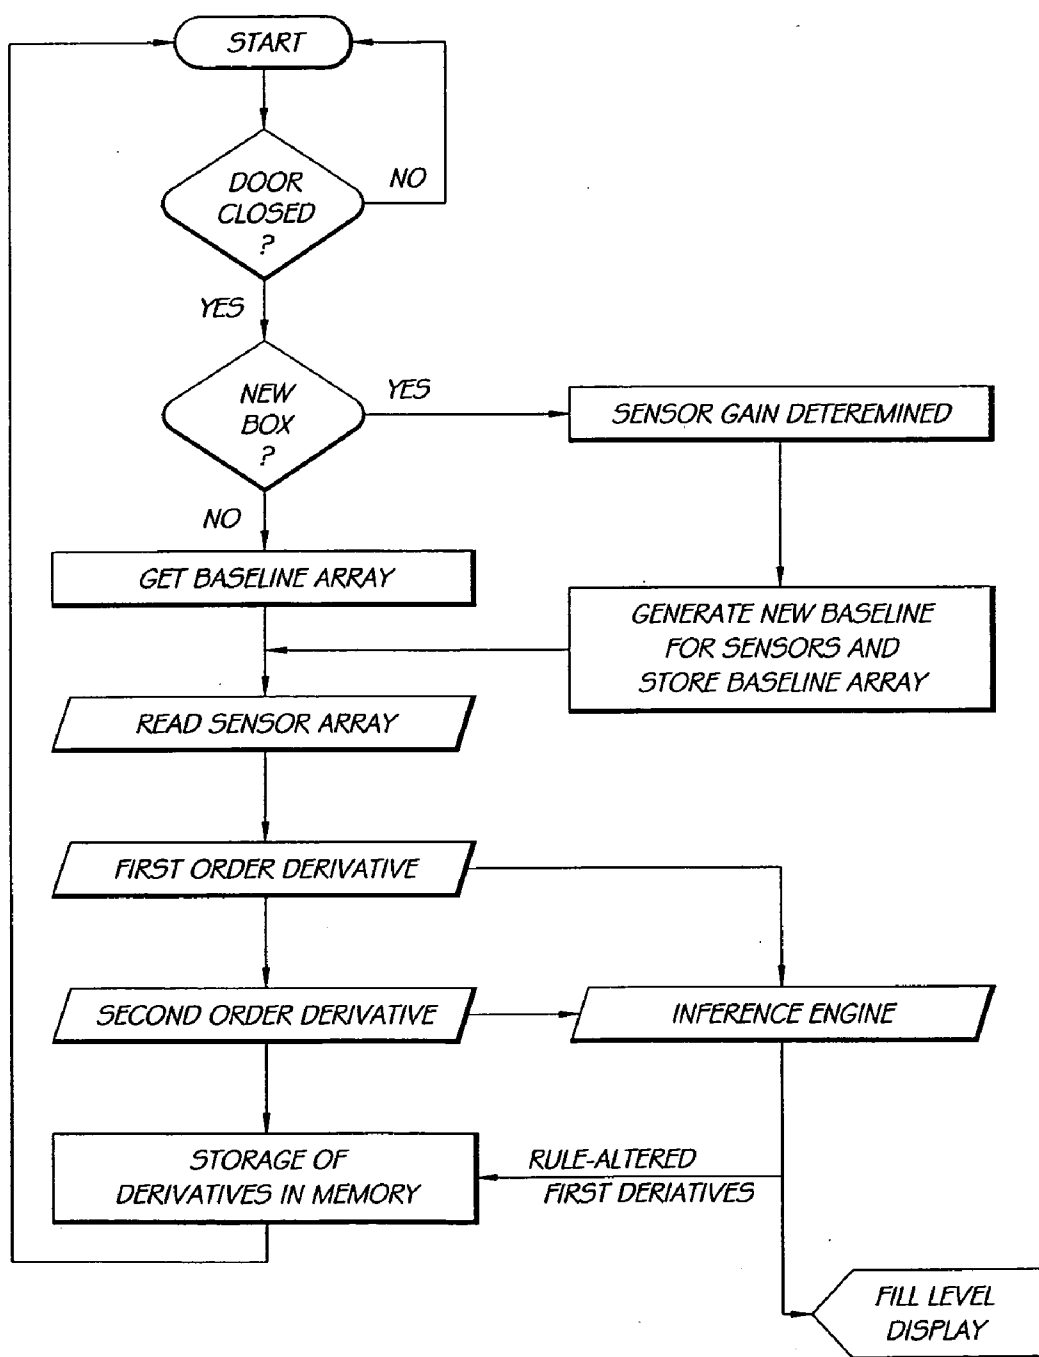 START
DOOR
CLOSED
?
NO
YES
NEW
BOX
?
YES
SENSOR GAIN DETEREMINED
NO
GET BASELINE ARRAY
GENERATE NEW BASELINE
FOR SENSORS AND
STORE BASELINE ARRAY
READ SENSOR ARRAY
FIRST ORDER DERIVATIVE
SECOND ORDER DERIVATIVE
INFERENCE ENGINE
STORAGE OF
DERIVATIVES IN MEMORY
RULE-ALTERED
FIRST DERIATIVES
FILL LEVEL
DISPLAY